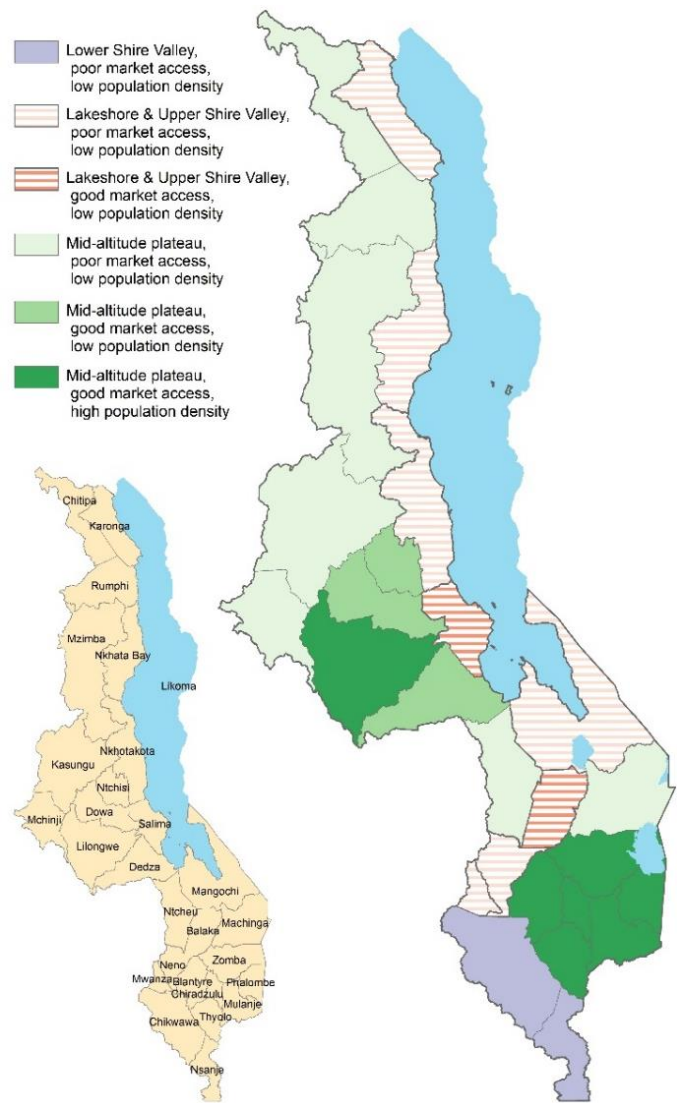 Lower Shire Valley,
poor market access,
low population density
Lakeshore & Upper Shire Valley,
poor market access,
low population density
Lakeshore & Upper Shire Valley,
good market access,
low population density
Mid-altitude plateau,
poor market access,
low population density
Mid-altitude plateau,
good market access,
low population density
Mid-altitude plateau,
good market access,
high population density
Chitipa
Karonga
Rumphi
Mzimba
Nkhata Bay
Likoma
Nkhotakota
Kasungu
Ntchisi
Mchinji
Dowa
Salima
Lilongwe
Dedza
Mangochi
Ntcheu
Machinga
Balaka
Neno
Zomba
Mwanza
Blantyre
Phalombe
Chiradzulu
Mulanje
Chikwawa
Thyolo
Nsanje